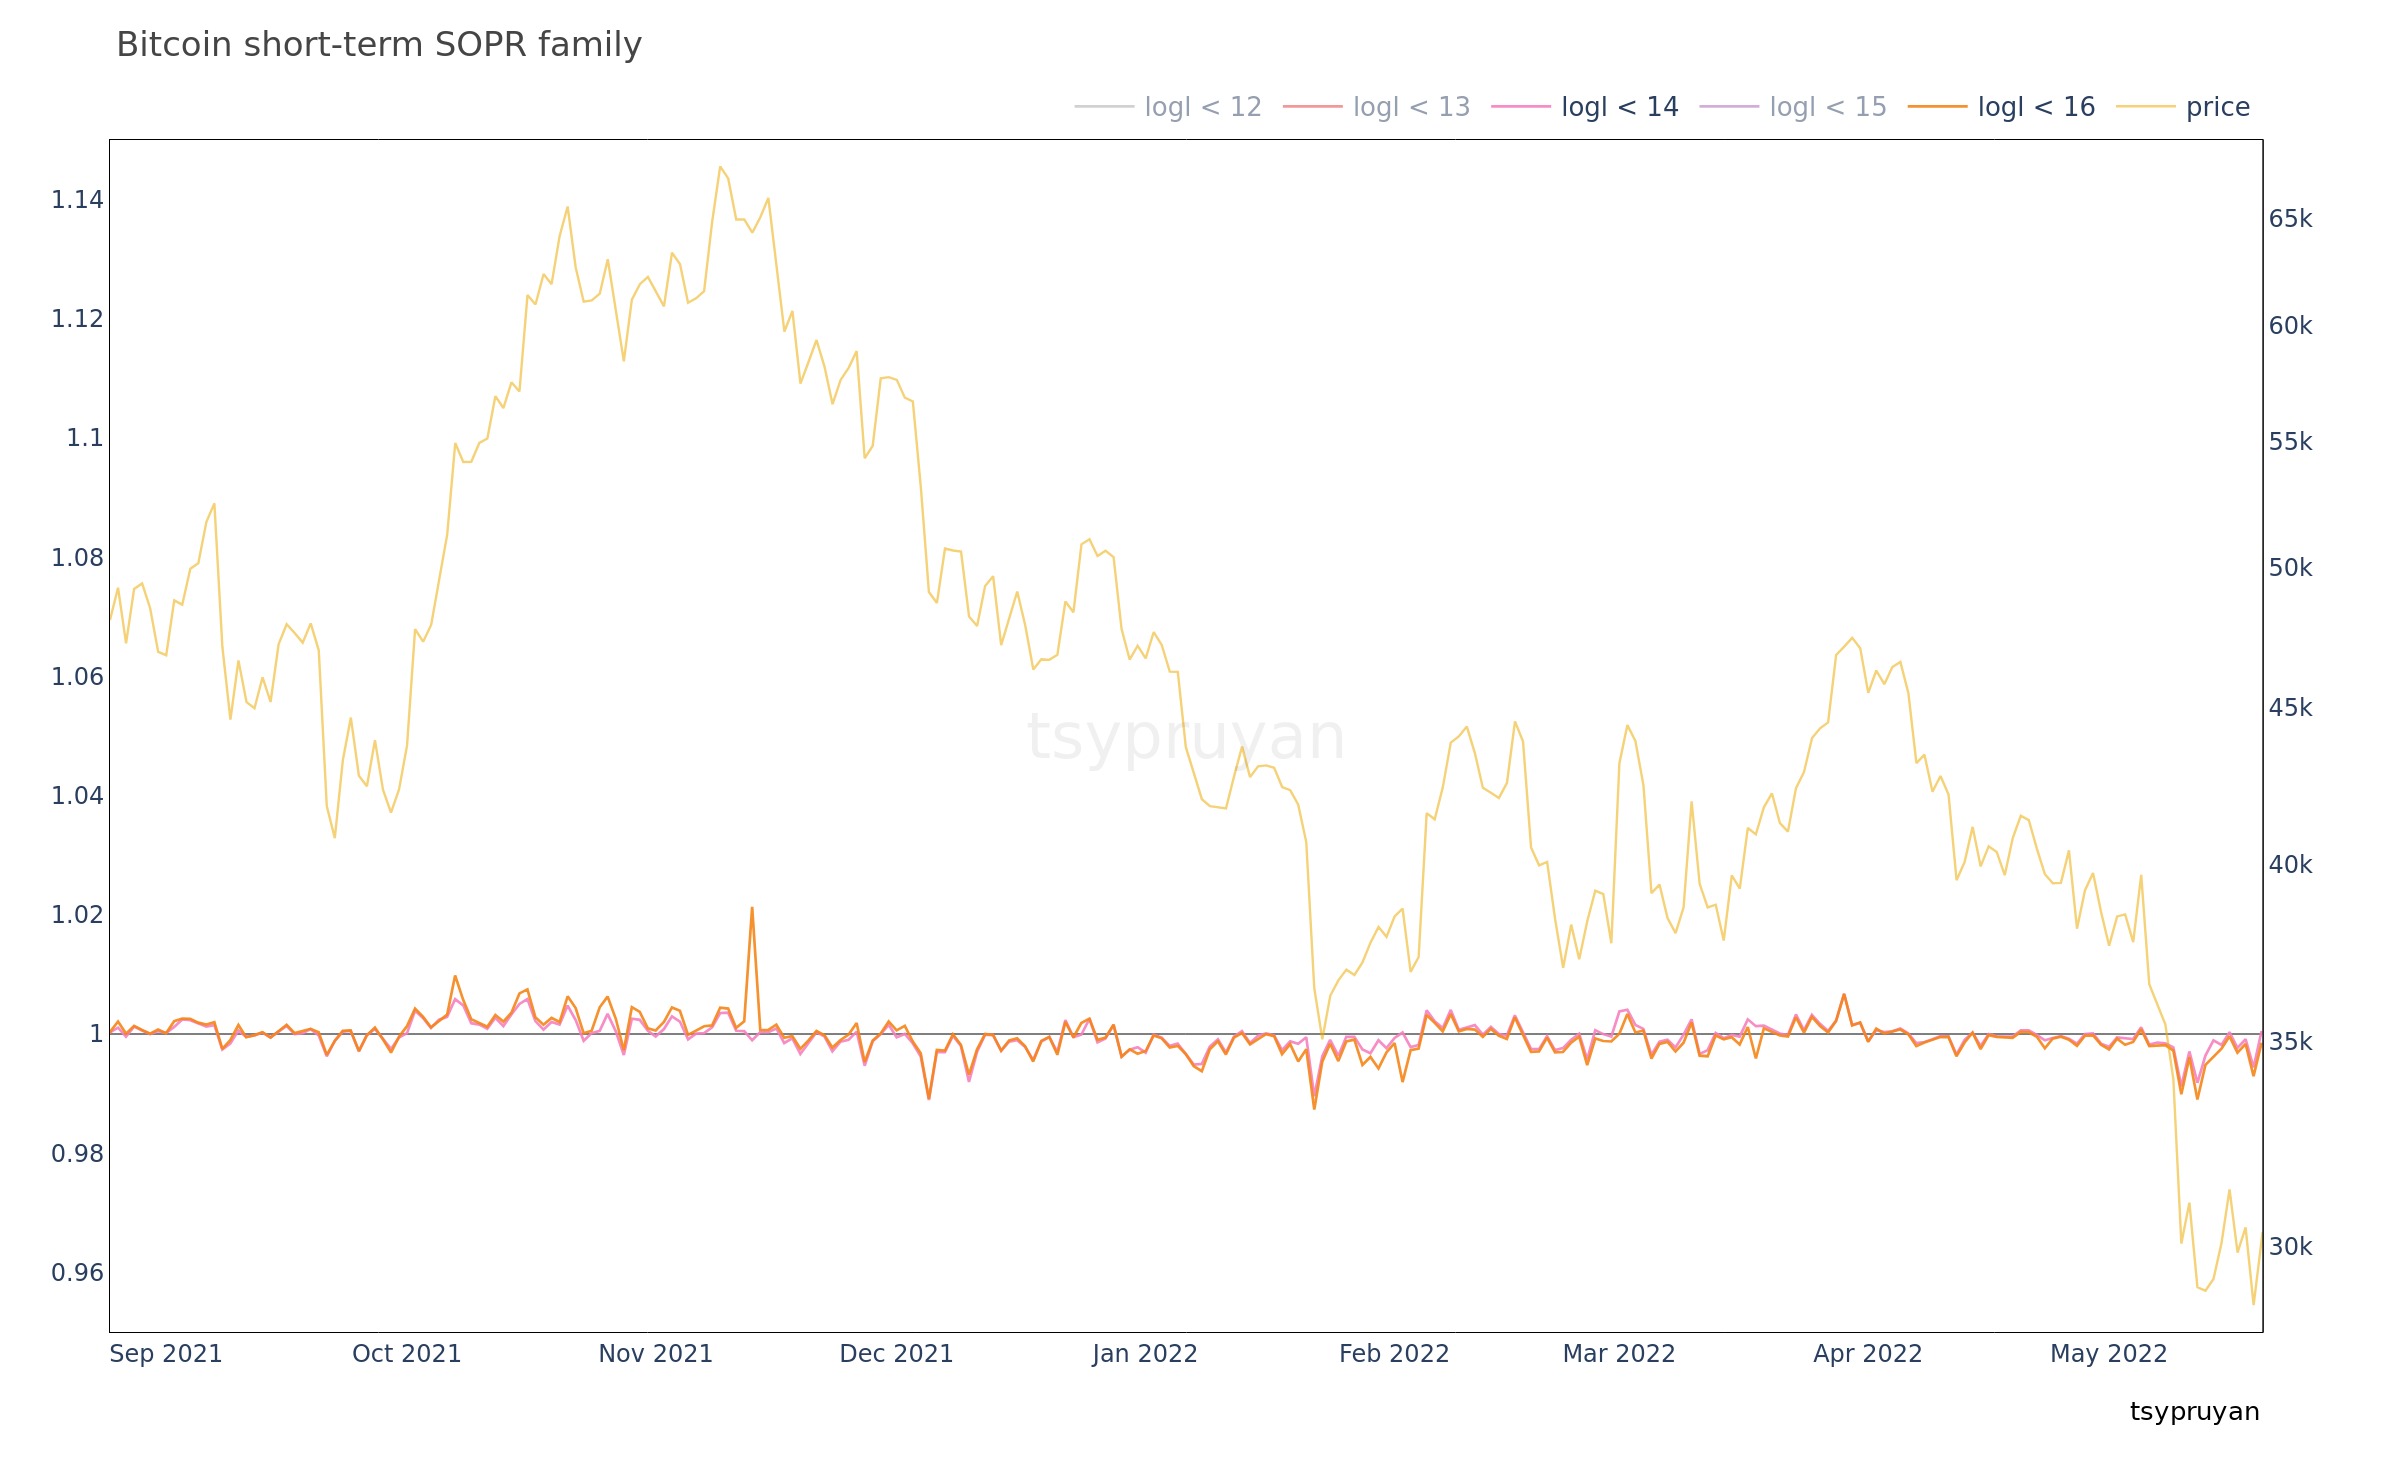 Bitcoin short-term SOPR family
logl < 12 logl < 13 logl < 14 logl < 15 logl < 16 price
1.14
1.12
1.1
1.08
1.06
1.04
1.02
1
0.98
0.96
65k
60k
55k
50k
45k
40k
35k
30k
tsypruyan
Sep 2021 Oct 2021 Nov 2021 Dec 2021 Jan 2022 Feb 2022 Mar 2022 Apr 2022 May 2022
tsypruyan